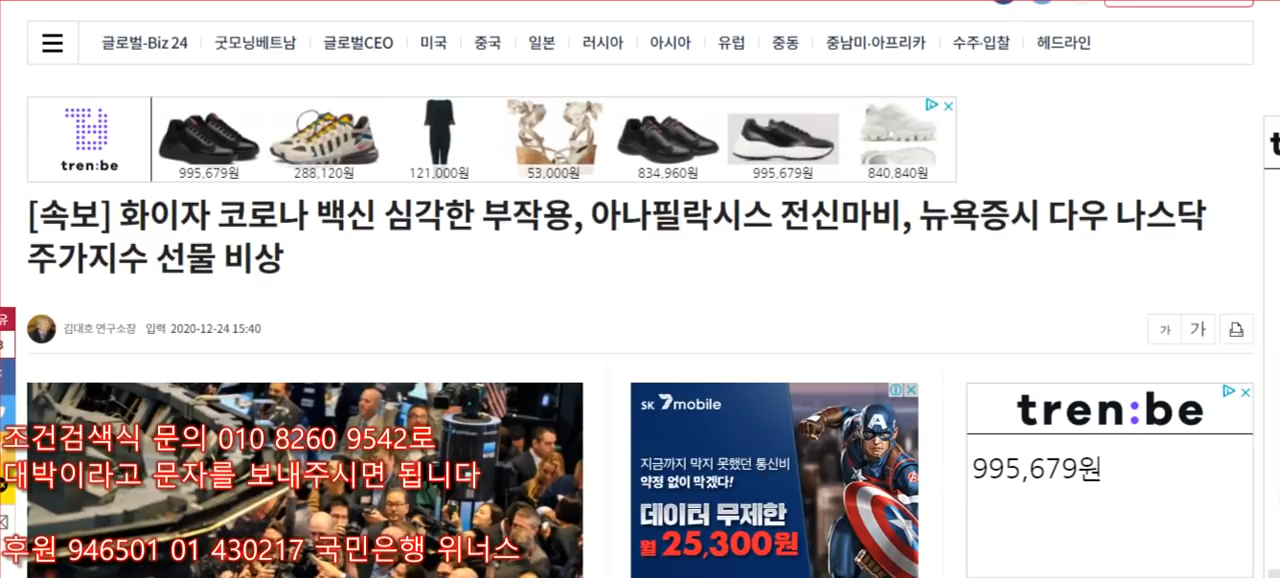 글로벌-Biz 24 굿모닝베트남 글로벌CEO 미국 중국 일본 러시아 아시아 유럽 중동 중남미·아프리카 수주·입찰 헤드라인
tren:be
995,679원 288,120원 121,000원 53,000원 834,960원 995,679원 840,840원
[속보] 화이자 코로나 백신 심각한 부작용, 아나필락시스 전신마비, 뉴욕증시 다우 나스닥
주가지수 선물 비상
김대호 연구소장 입력 2020-12-24 15:40
가 가
유
조건검색식 문의 010 8260 9542로
대박이라고 문자를 보내주시면 됩니다
후원 946501 01 430217 국민은행 위너스
SK 7mobile
지금까지 막지 못했던 통신비
약정 없이 막겠다!
데이터 무제한
월 25,300원
tren:be
995,679원